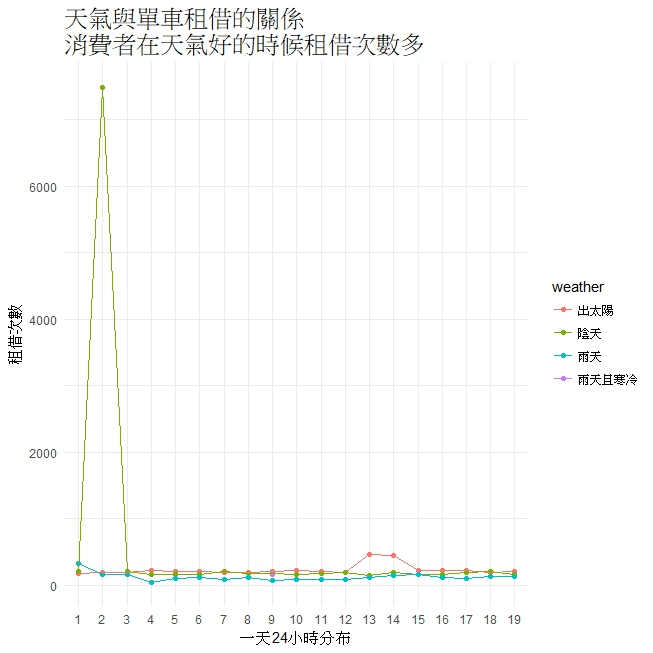 天氣與單車租借的關係
消費者在天氣好的時候租借次數多
6000
4000
2000
0
租借次數
1 2 3 4 5 6 7 8 9 10 11 12 13 14 15 16 17 18 19
一天24小時分布
weather
出太陽
陰天
雨天
雨天且寒冷